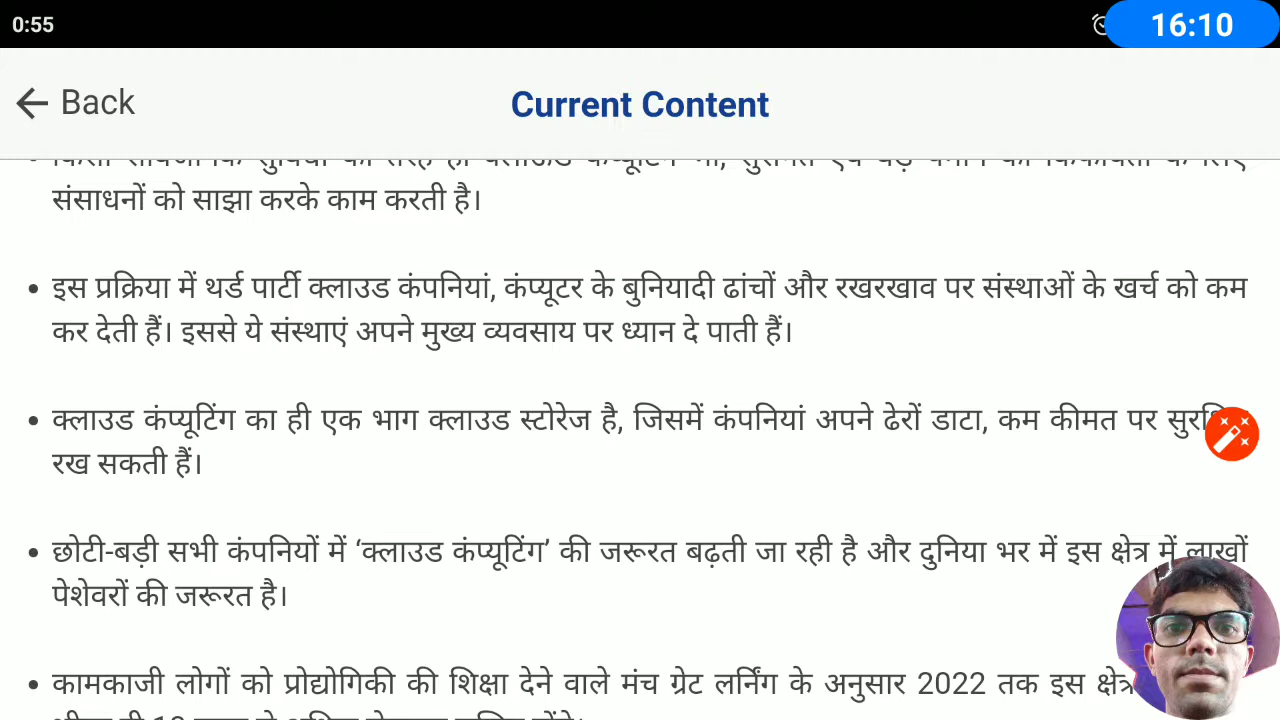 0:55
16:10
Back
Current Content
संसाधनों को साझा करके काम करती है।
• इस प्रक्रिया में थर्ड पार्टी क्लाउड कंपनियां, कंप्यूटर के बुनियादी ढांचों और रखरखाव पर संस्थाओं के खर्च को कम
कर देती हैं। इससे ये संस्थाएं अपने मुख्य व्यवसाय पर ध्यान दे पाती हैं।
• क्लाउड कंप्यूटिंग का ही एक भाग क्लाउड स्टोरेज है, जिसमें कंपनियां अपने ढेरों डाटा, कम कीमत पर
रख सकती हैं।
• छोटी-बड़ी सभी कंपनियों में ‘क्लाउड कंप्यूटिंग’ की जरूरत बढ़ती जा रही है और दुनिया भर में इस क्षेत्र में लाखों
पेशेवरों की जरूरत है।
• कामकाजी लोगों को प्रोद्योगिकी की शिक्षा देने वाले मंच ग्रेट लर्निंग के अनुसार 2022 तक इस